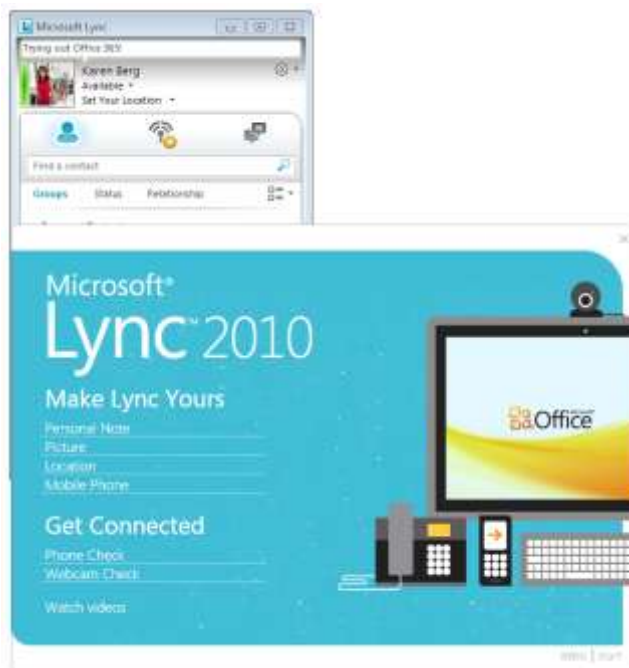 Microsoft Lync
Trying out Office 365
Karen Berg
Available
Set Your Location
Find a contact
Groups Status Relationship
Microsoft®
Lync™ 2010
Make Lync Yours
Personal Note
Picture
Location
Mobile Phone
Get Connected
Phone Check
Webcam Check
Watch videos
Office